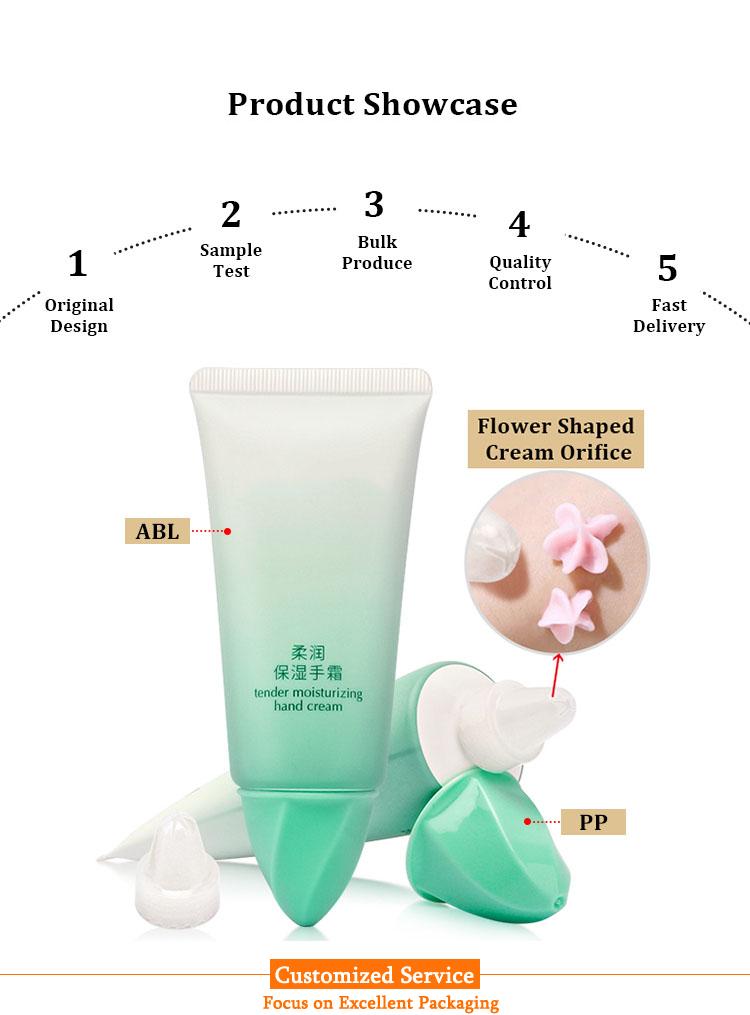 Product Showcase
1
Original
Design
2
Sample
Test
3
Bulk
Produce
4
Quality
Control
5
Fast
Delivery
Flower Shaped
Cream Orifice
ABL
柔润
保湿手霜
tender moisturizing
hand cream
PP
Customized Service
Focus on Excellent Packaging